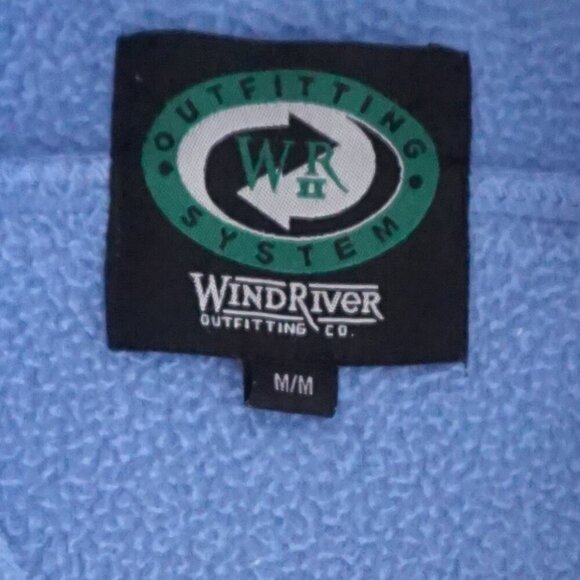 OUTFITTING
WR
II
SYSTEM
WINDRIVER
OUTFITTING CO.
M/M